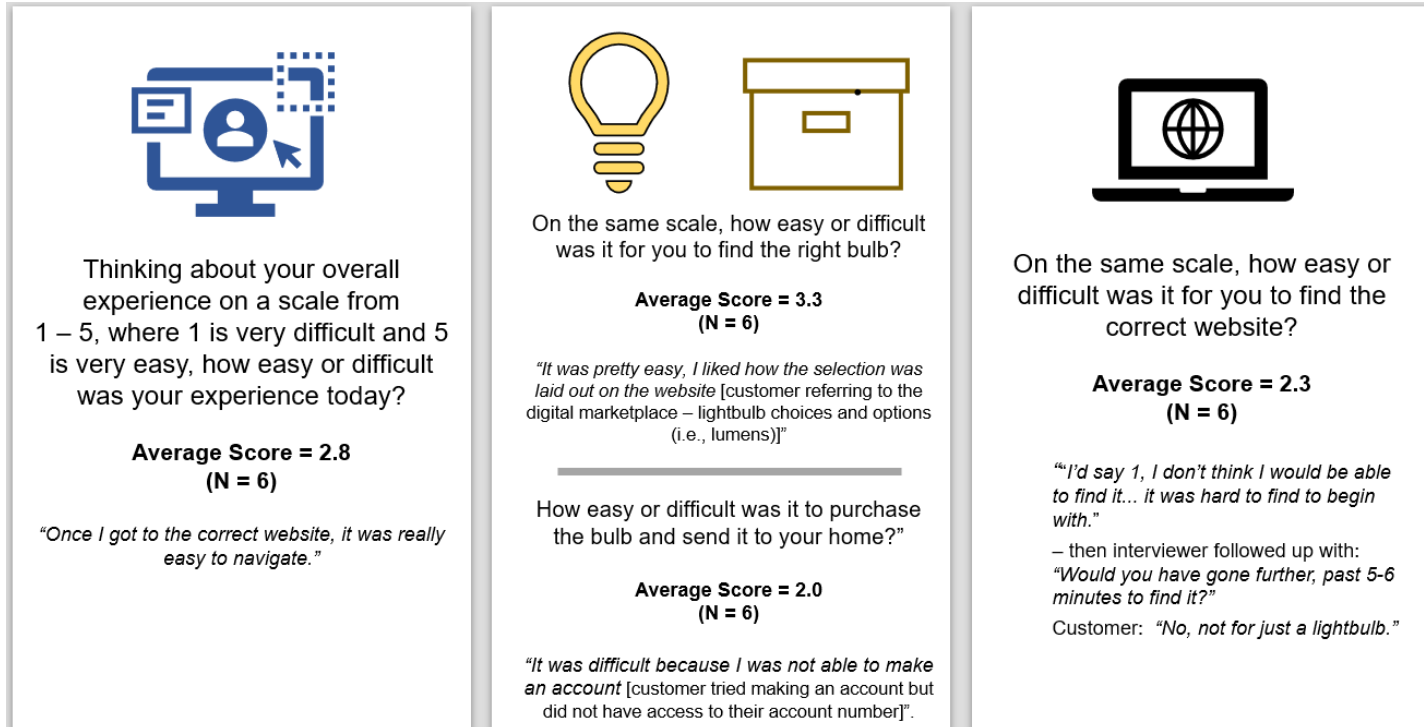 Thinking about your overall
experience on a scale from
1 – 5, where 1 is very difficult and 5
is very easy, how easy or difficult
was your experience today?
Average Score = 2.8
(N = 6)
“Once I got to the correct website, it was really
easy to navigate.”
On the same scale, how easy or difficult
was it for you to find the right bulb?
Average Score = 3.3
(N = 6)
“It was pretty easy, I liked how the selection was
laid out on the website [customer referring to the
digital marketplace – lightbulb choices and options
(i.e., lumens)]”
How easy or difficult was it to purchase
the bulb and send it to your home?”
Average Score = 2.0
(N = 6)
“It was difficult because I was not able to make
an account [customer tried making an account but
did not have access to their account number]”.
On the same scale, how easy or
difficult was it for you to find the
correct website?
Average Score = 2.3
(N = 6)
““I’d say 1, I don’t think I would be able
to find it... it was hard to find to begin
with.”
– then interviewer followed up with:
“Would you have gone further, past 5-6
minutes to find it?”
Customer: “No, not for just a lightbulb.”